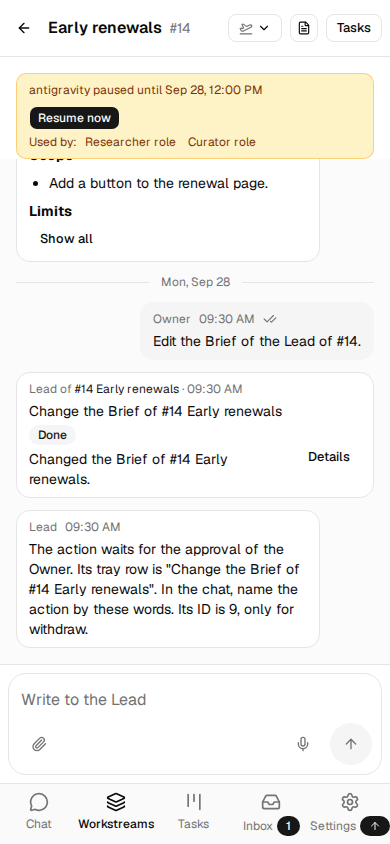 Early renewals #14
Tasks
antigravity paused until Sep 28, 12:00 PM
Resume now
Used by: Researcher role Curator role
Add a button to the renewal page.
Limits
Show all
Mon, Sep 28
Owner 09:30 AM
Edit the Brief of the Lead of #14.
Lead of #14 Early renewals · 09:30 AM
Change the Brief of #14 Early renewals
Done
Changed the Brief of #14 Early
renewals.
Details
Lead 09:30 AM
The action waits for the approval of the
Owner. Its tray row is "Change the Brief of
#14 Early renewals". In the chat, name the
action by these words. Its ID is 9, only for
withdraw.
Write to the Lead
Chat Workstreams Tasks Inbox 1 Settings